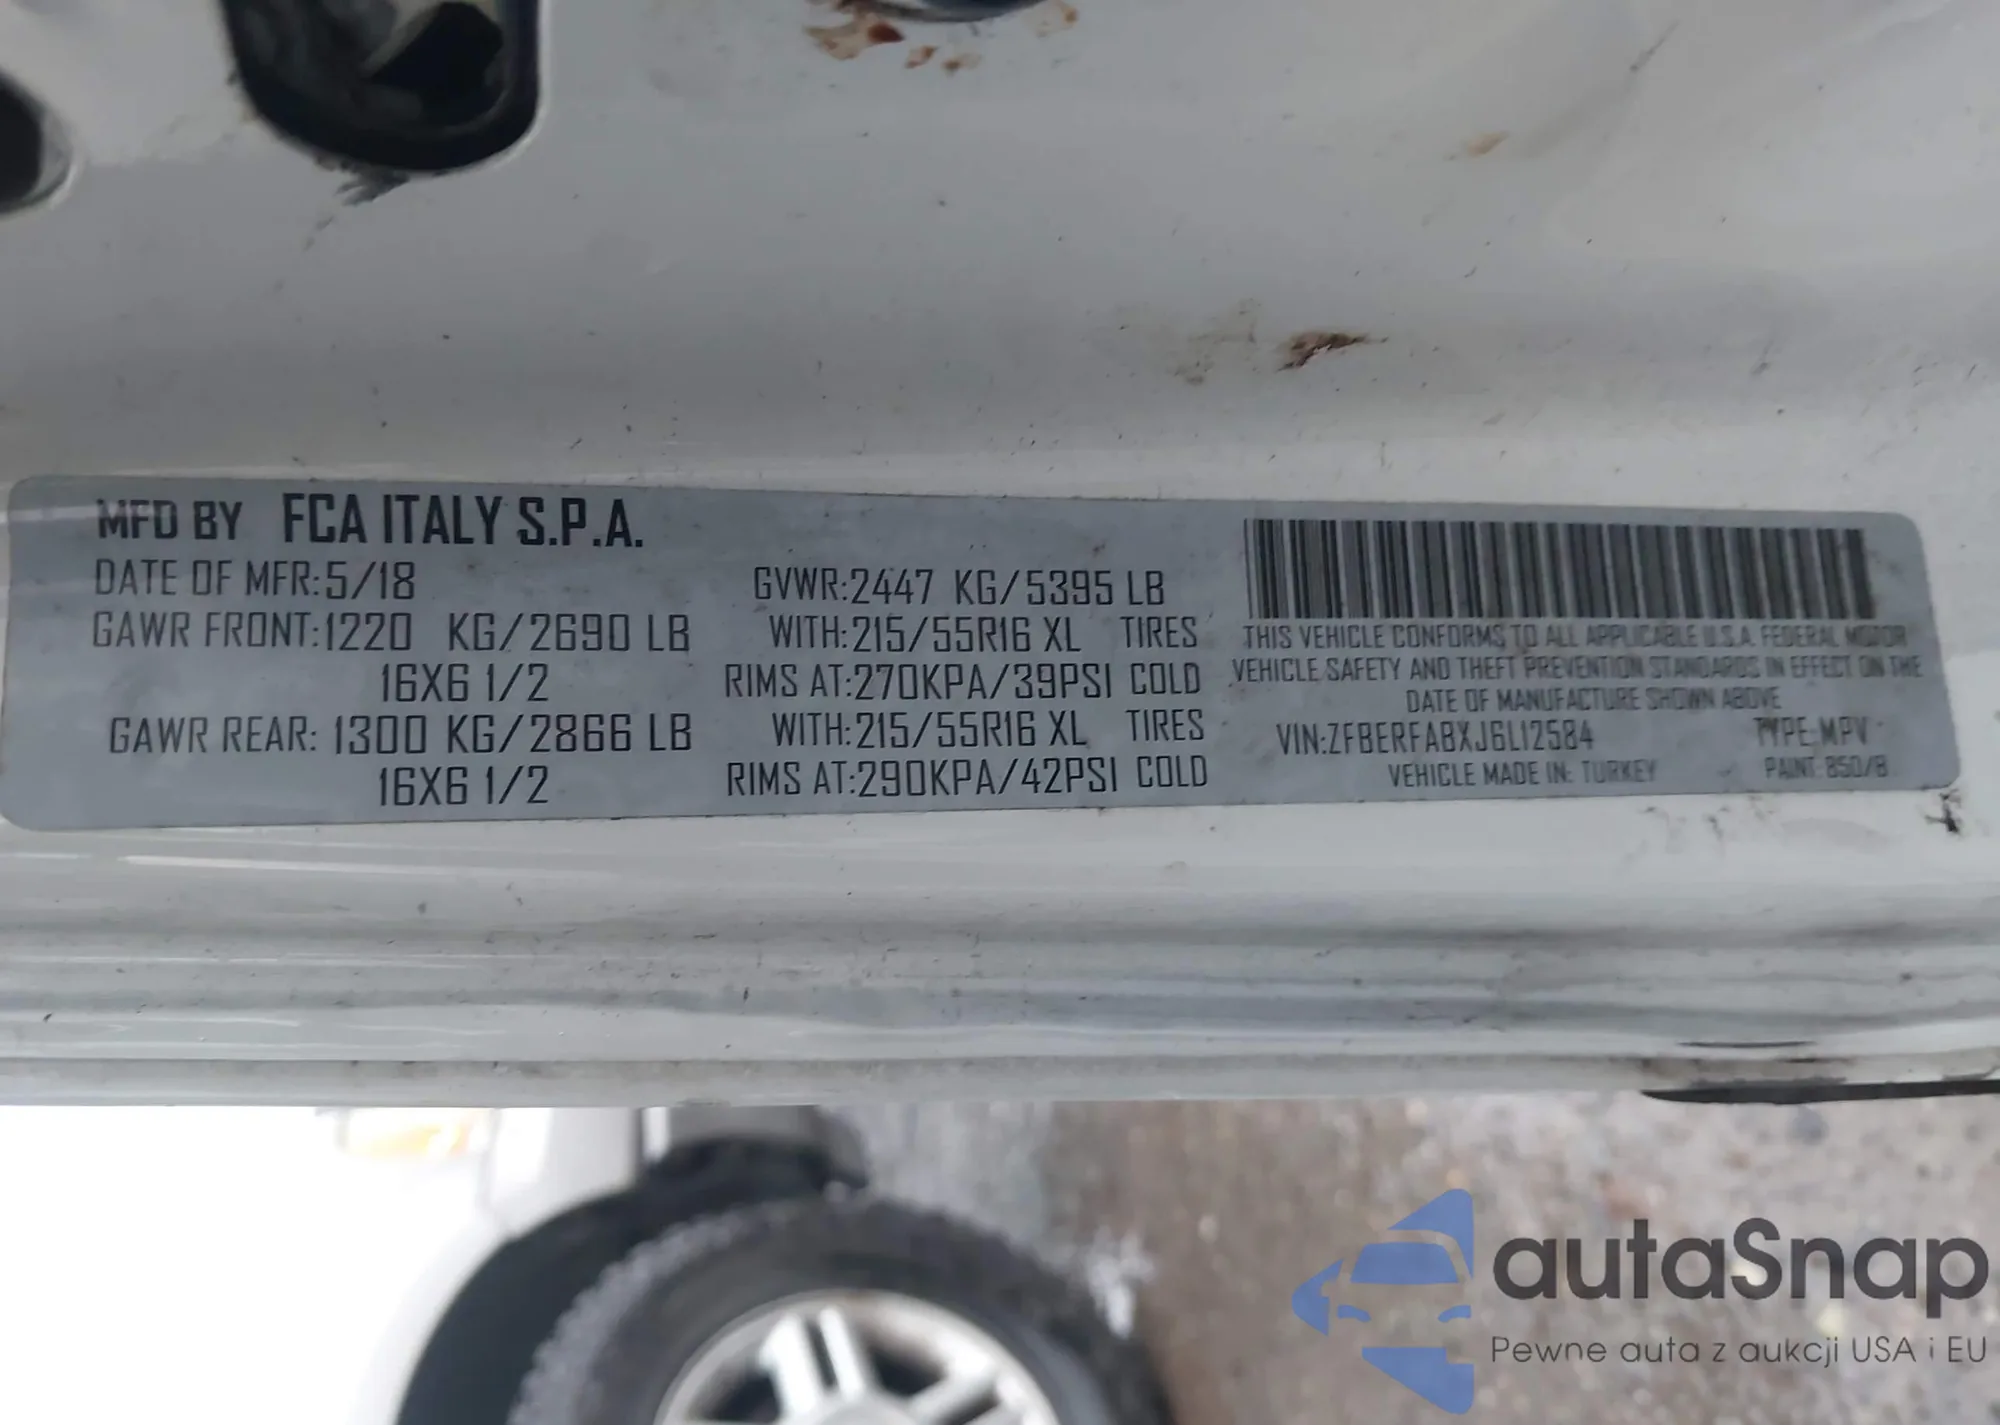 MFD BY FCA ITALY S.P.A.
DATE OF MFR:5/18
GAWR FRONT:1220 KG/2690 LB
16X6 1/2
GAWR REAR: 1300 KG/2866 LB
16X6 1/2
GVWR:2447 KG/5395 LB
WITH:215/55R16 XL TIRES
RIMS AT:270KPA/39PSI COLD
WITH:215/55R16 XL TIRES
RIMS AT:290KPA/42PSI COLD
THIS VEHICLE CONFORMS TO ALL APPLICABLE U.S.A. FEDERAL MOTOR
VEHICLE SAFETY AND THEFT PREVENTION STANDARDS IN EFFECT ON THE
DATE OF MANUFACTURE SHOWN ABOVE
VIN:ZFBERFABXJ6L12584 TYPE:MPV
VEHICLE MADE IN: TURKEY PAINT: 850/B
autaSnap
Pewne auta z aukcji USA i EU